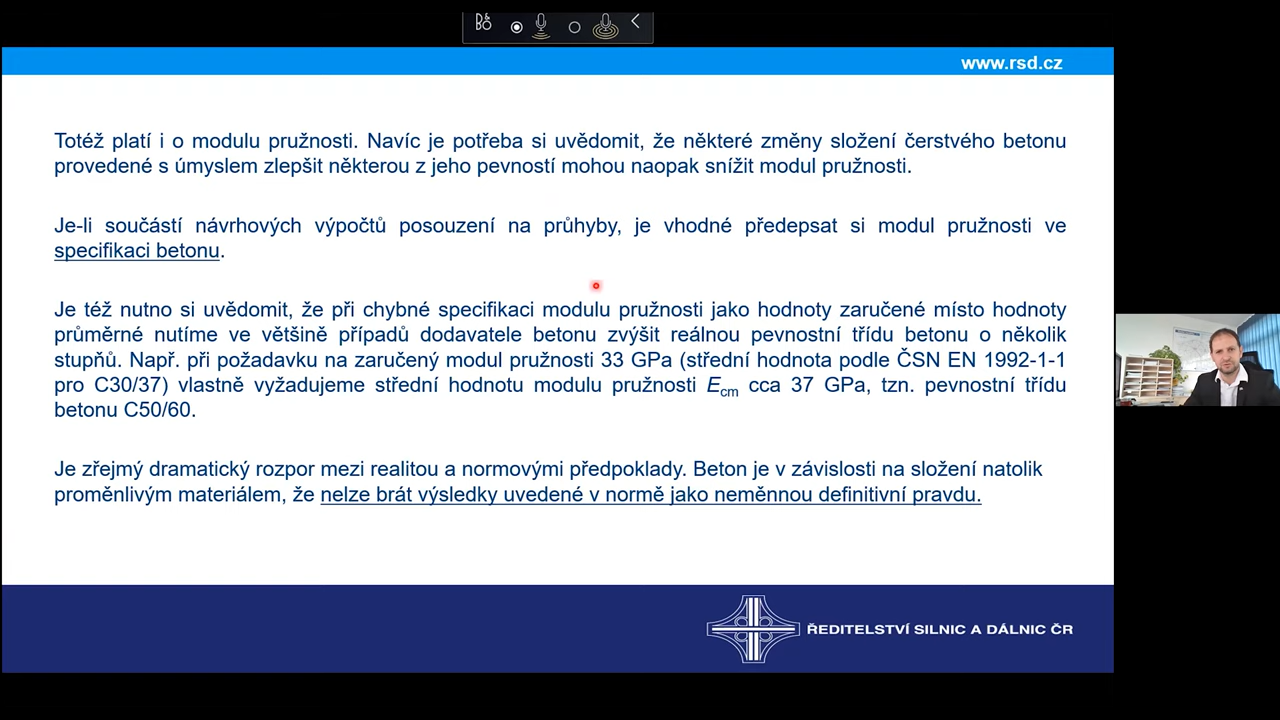 B&O
www.rsd.cz
Totéž platí i o modulu pružnosti. Navíc je potřeba si uvědomit, že některé změny složení čerstvého betonu
provedené s úmyslem zlepšit některou z jeho pevností mohou naopak snížit modul pružnosti.
Je-li součástí návrhových výpočtů posouzení na průhyby, je vhodné předepsat si modul pružnosti ve
specifikaci betonu.
Je též nutno si uvědomit, že při chybné specifikaci modulu pružnosti jako hodnoty zaručené místo hodnoty
průměrné nutíme ve většině případů dodavatele betonu zvýšit reálnou pevnostní třídu betonu o několik
stupňů. Např. při požadavku na zaručený modul pružnosti 33 GPa (střední hodnota podle ČSN EN 1992-1-1
pro C30/37) vlastně vyžadujeme střední hodnotu modulu pružnosti Ecm cca 37 GPa, tzn. pevnostní třídu
betonu C50/60.
Je zřejmý dramatický rozpor mezi realitou a normovými předpoklady. Beton je v závislosti na složení natolik
proměnlivým materiálem, že nelze brát výsledky uvedené v normě jako neměnnou definitivní pravdu.
ŘEDITELSTVÍ SILNIC A DÁLNIC ČR